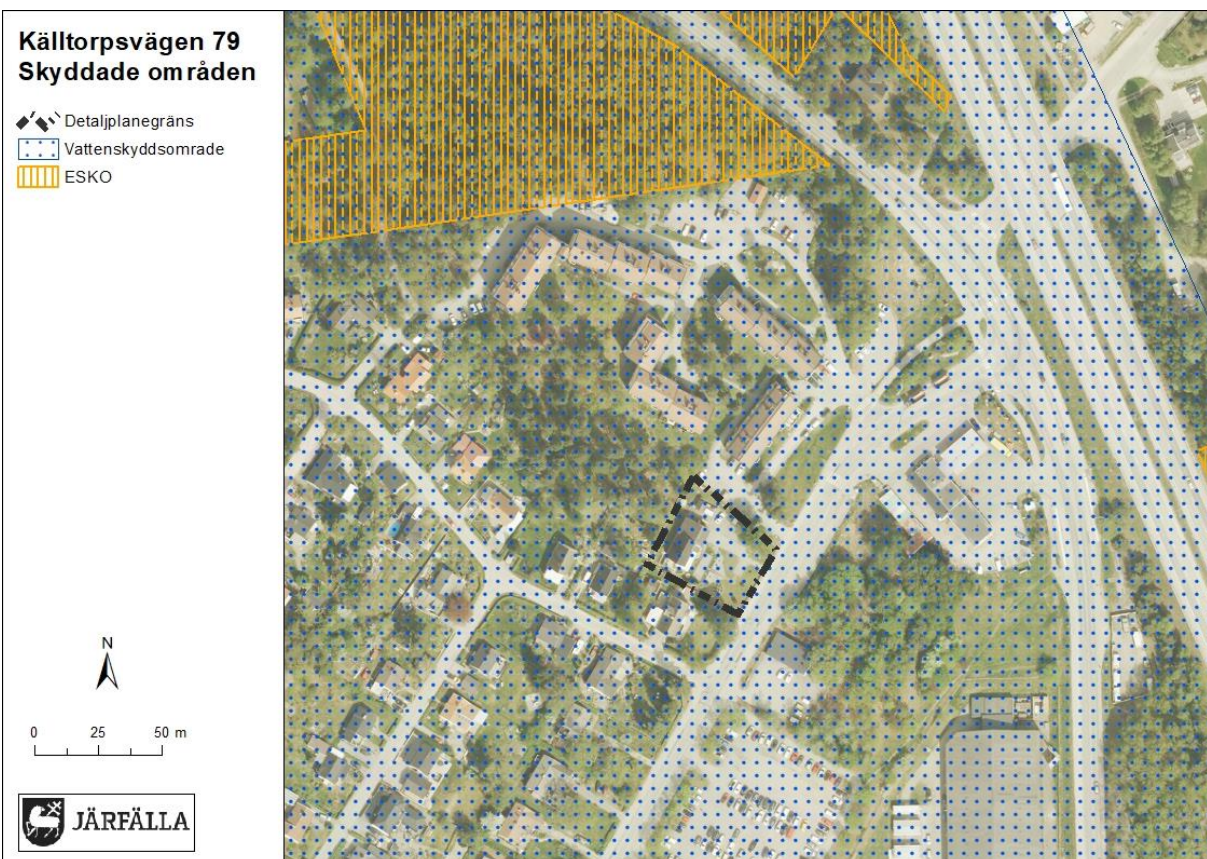 Källtorpsvägen 79
Skyddade områden
Detaljplanegräns
Vattenskyddsomrade
ESKO
N
0 25 50 m
JÄRFÄLLA